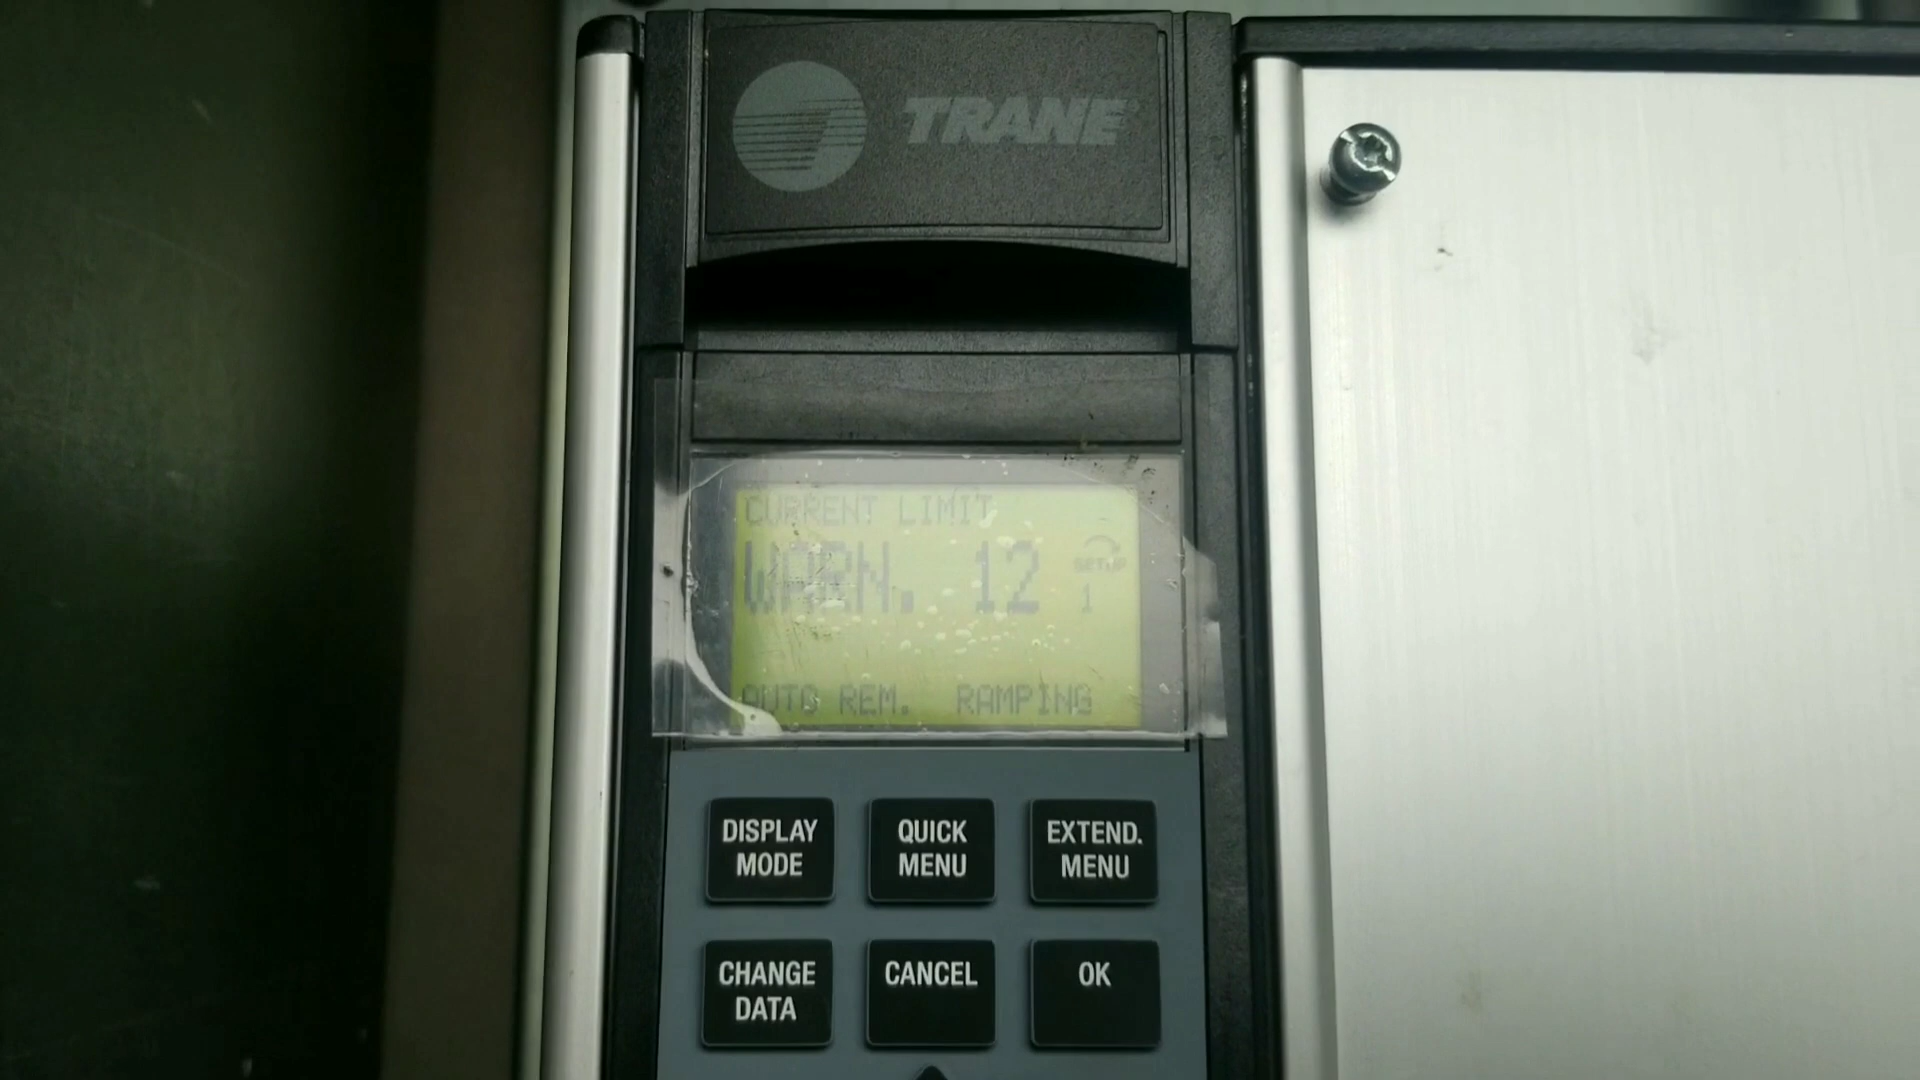 TRANE
CURRENT LIMIT
WARN. 12
SETUP
1
AUTO REM. RAMPING
DISPLAY MODE
QUICK MENU
EXTEND. MENU
CHANGE DATA
CANCEL
OK